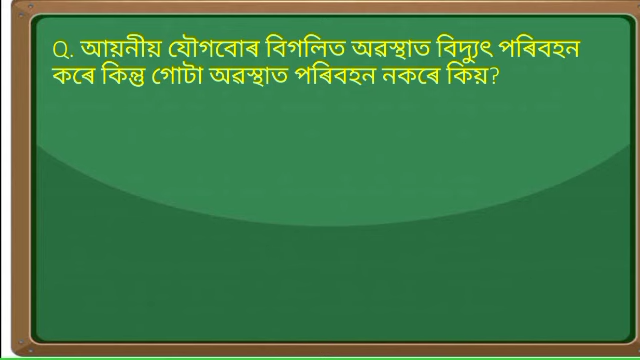 Q. আয়নীয় যৌগবোৰ বিগলিত অৱস্থাত বিদ্যুৎ পৰিবহন
কৰে কিন্তু গোটা অৱস্থাত পৰিবহন নকৰে কিয়?